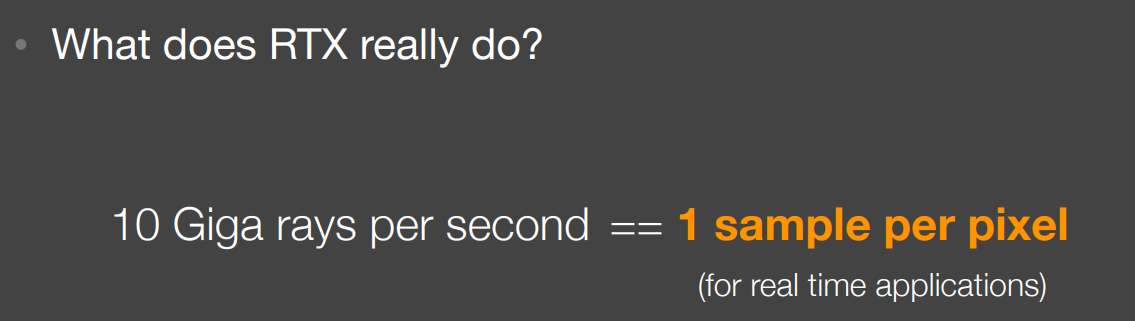 • What does RTX really do?
10 Giga rays per second == 1 sample per pixel
(for real time applications)